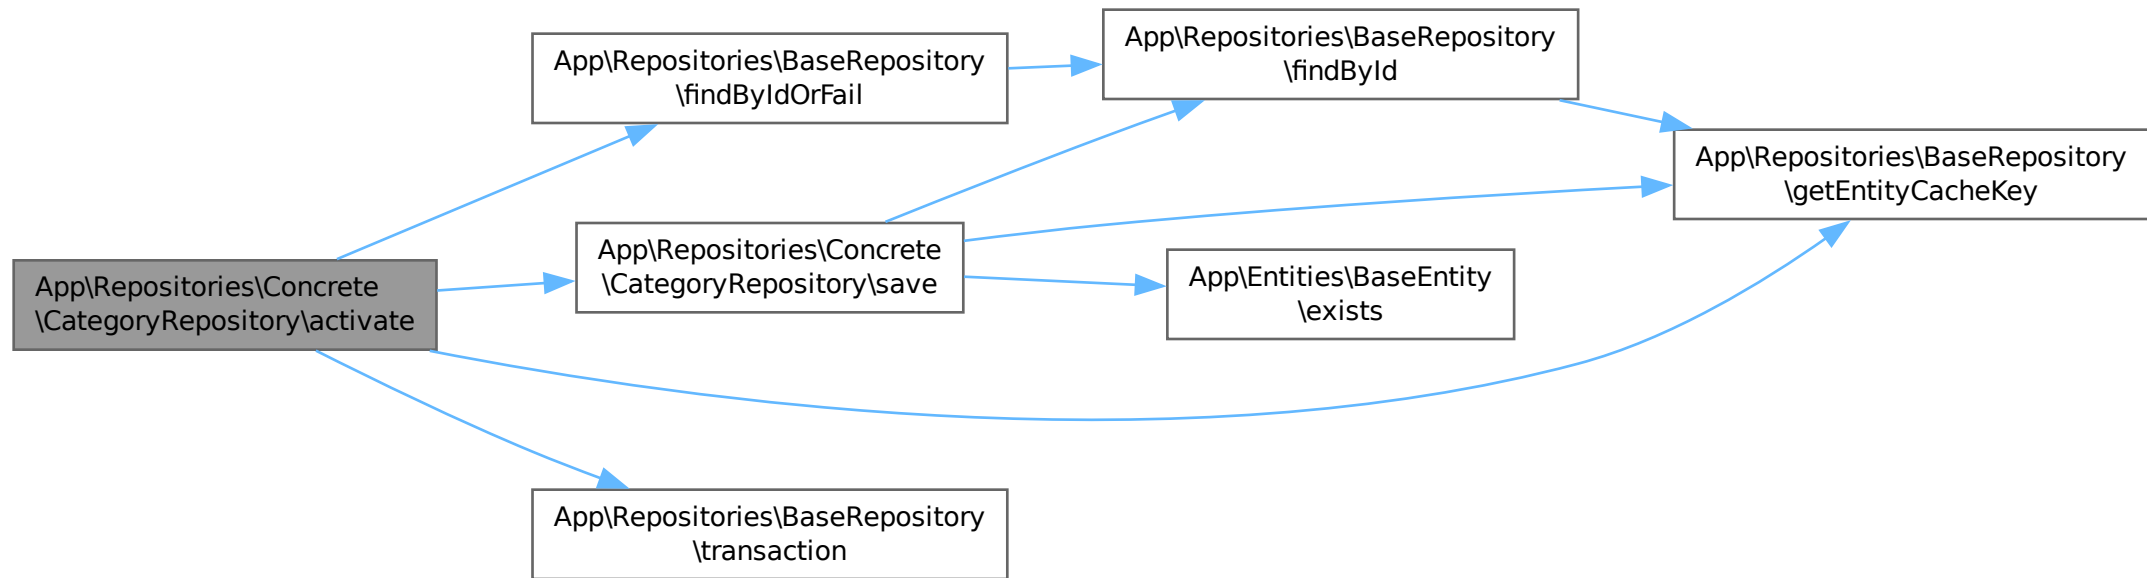 App\Repositories\BaseRepository
\findById
App\Repositories\BaseRepository
\findByIdOrFail
App\Repositories\BaseRepository
\getEntityCacheKey
App\Repositories\Concrete
\CategoryRepository\save
App\Entities\BaseEntity
\exists
App\Repositories\Concrete
\CategoryRepository\activate
App\Repositories\BaseRepository
\transaction